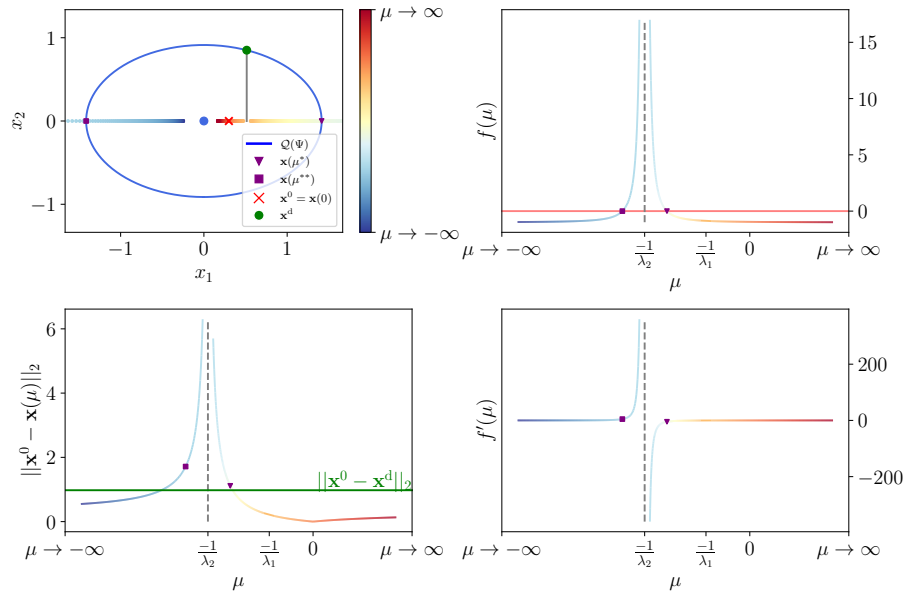 1
0
−1
x₂
−1
0
1
x₁
μ → ∞
μ → −∞
𝒬(Ψ)
x(μ*)
x(μ**)
x⁰ = x(0)
xᵈ
15
10
5
0
f(μ)
μ → −∞
−1/λ₂
−1/λ₁
0
μ → ∞
μ
6
4
2
0
||x⁰ − x(μ)||₂
||x⁰ − xᵈ||₂
μ → −∞
−1/λ₂
−1/λ₁
0
μ → ∞
μ
200
0
−200
f′(μ)
μ → −∞
−1/λ₂
−1/λ₁
0
μ → ∞
μ